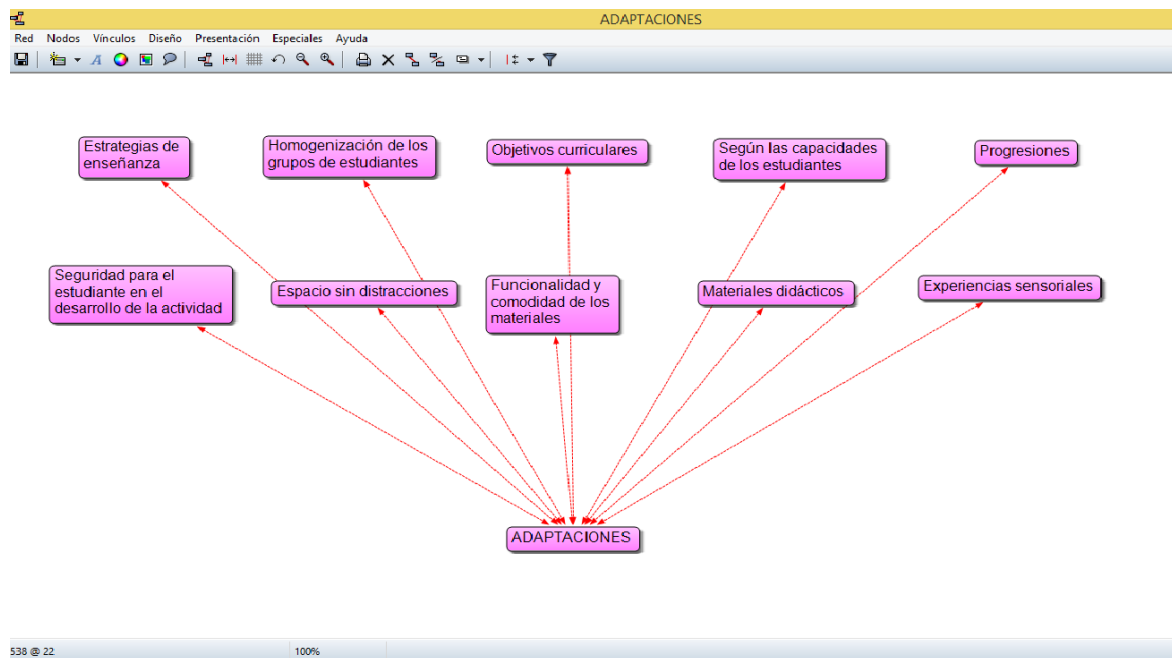 ADAPTACIONES
Red Nodos Vínculos Diseño Presentación Especiales Ayuda
Estrategias de
enseñanza
Homogenización de los
grupos de estudiantes
Objetivos curriculares
Según las capacidades
de los estudiantes
Progresiones
Seguridad para el
estudiante en el
desarrollo de la actividad
Espacio sin distracciones
Funcionalidad y
comodidad de los
materiales
Materiales didácticos
Experiencias sensoriales
ADAPTACIONES
538 @ 22 100%